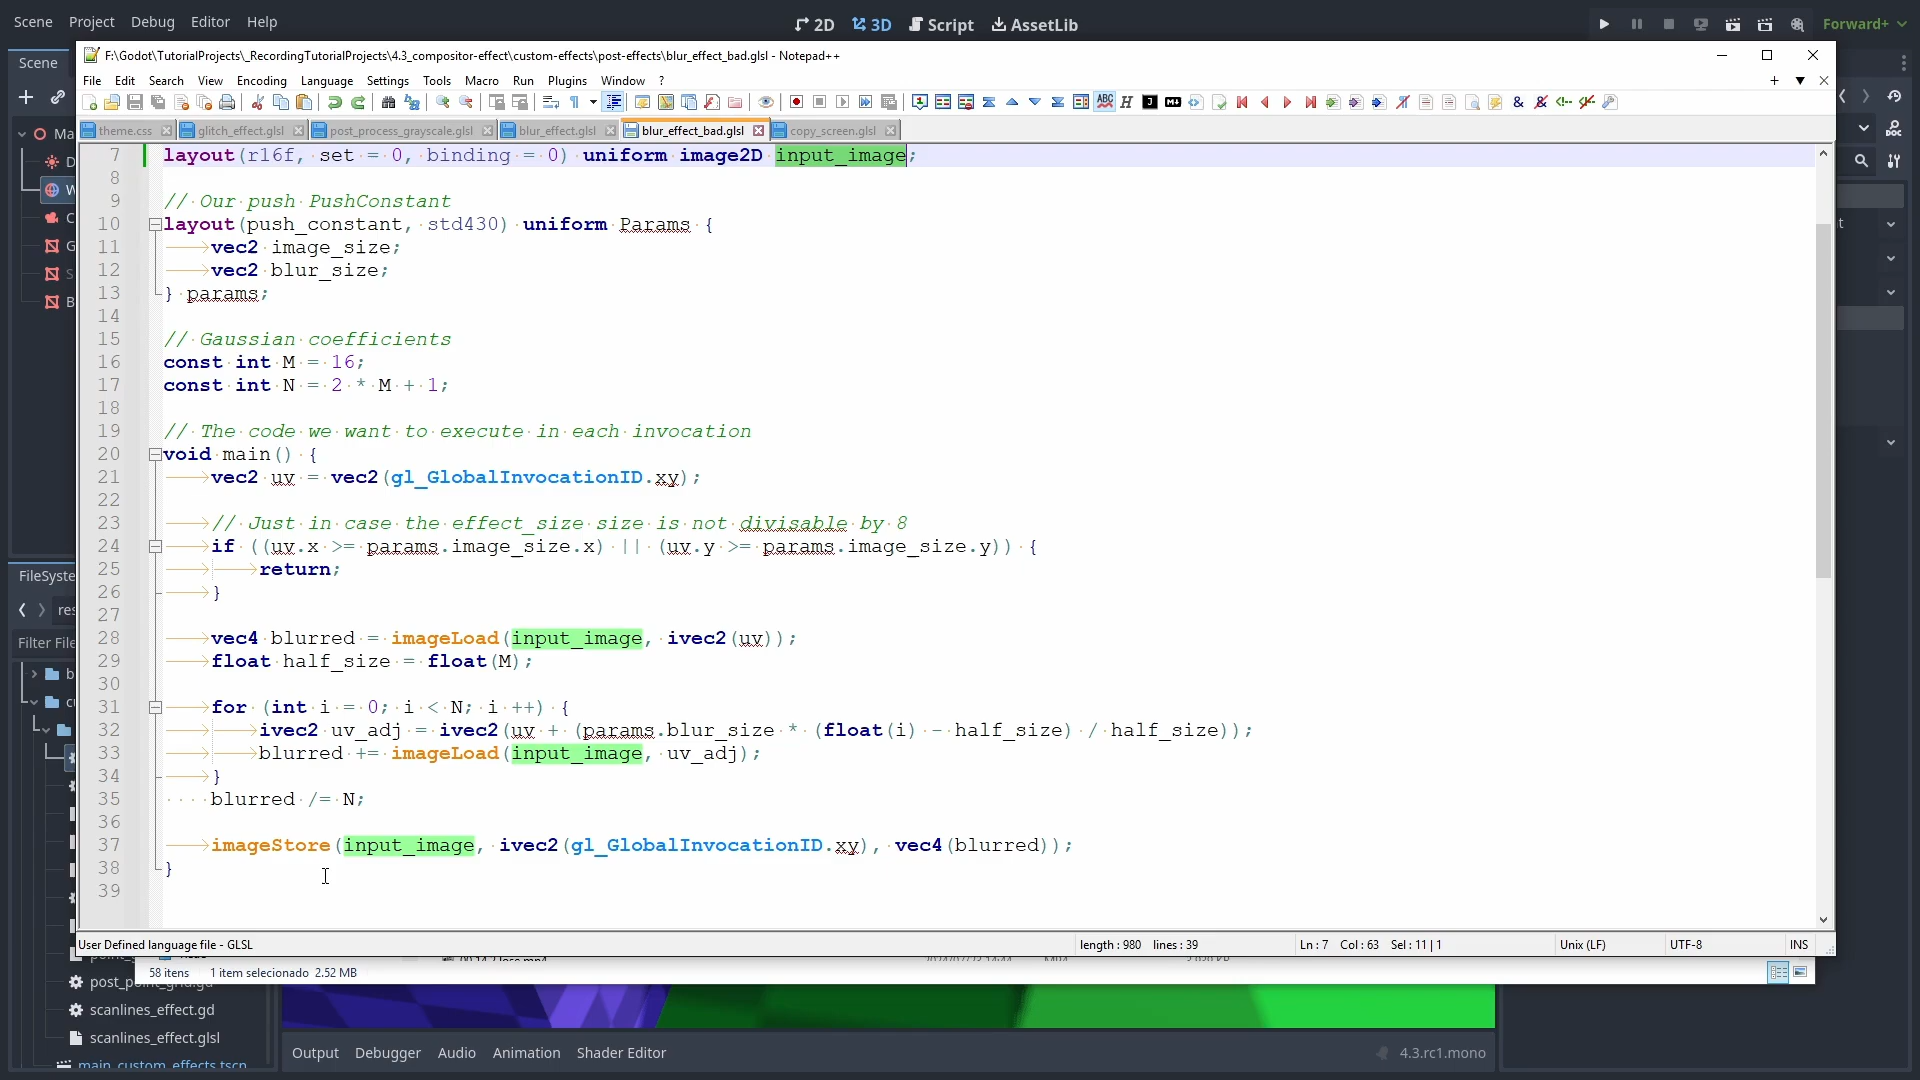 Scene Project Debug Editor Help
2D 3D Script AssetLib
Forward+
Scene
F:\Godot\TutorialProjects\_RecordingTutorialProjects\4.3_compositor-effect\custom-effects\post-effects\blur_effect_bad.glsl - Notepad++
File Edit Search View Encoding Language Settings Tools Macro Run Plugins Window ?
theme.css glitch_effect.glsl post_process_grayscale.glsl blur_effect.glsl blur_effect_bad.glsl copy_screen.glsl
7 layout(r16f, set = 0, binding = 0) uniform image2D input_image;
8
9 // Our push PushConstant
10 layout(push_constant, std430) uniform Params {
11 vec2 image_size;
12 vec2 blur_size;
13 } params;
14
15 // Gaussian coefficients
16 const int M = 16;
17 const int N = 2 * M + 1;
18
19 // The code we want to execute in each invocation
20 void main() {
21 vec2 uv = vec2(gl_GlobalInvocationID.xy);
22
23 // Just in case the effect_size size is not divisable by 8
24 if ((uv.x >= params.image_size.x) || (uv.y >= params.image_size.y)) {
25 return;
26 }
27
28 vec4 blurred = imageLoad(input_image, ivec2(uv));
29 float half_size = float(M);
30
31 for (int i = 0; i < N; i ++) {
32 ivec2 uv_adj = ivec2(uv + (params.blur_size * (float(i) - half_size) / half_size));
33 blurred += imageLoad(input_image, uv_adj);
34 }
35 blurred /= N;
36
37 imageStore(input_image, ivec2(gl_GlobalInvocationID.xy), vec4(blurred));
38 }
39
User Defined language file - GLSL length : 980 lines : 39 Ln : 7 Col : 63 Sel : 11 | 1 Unix (LF) UTF-8 INS
58 itens 1 item selecionado 2.52 MB
FileSyste
res
Filter File
post_point_grid.gd
scanlines_effect.gd
scanlines_effect.glsl
main_custom_effects.tscn
Output Debugger Audio Animation Shader Editor 4.3.rc1.mono